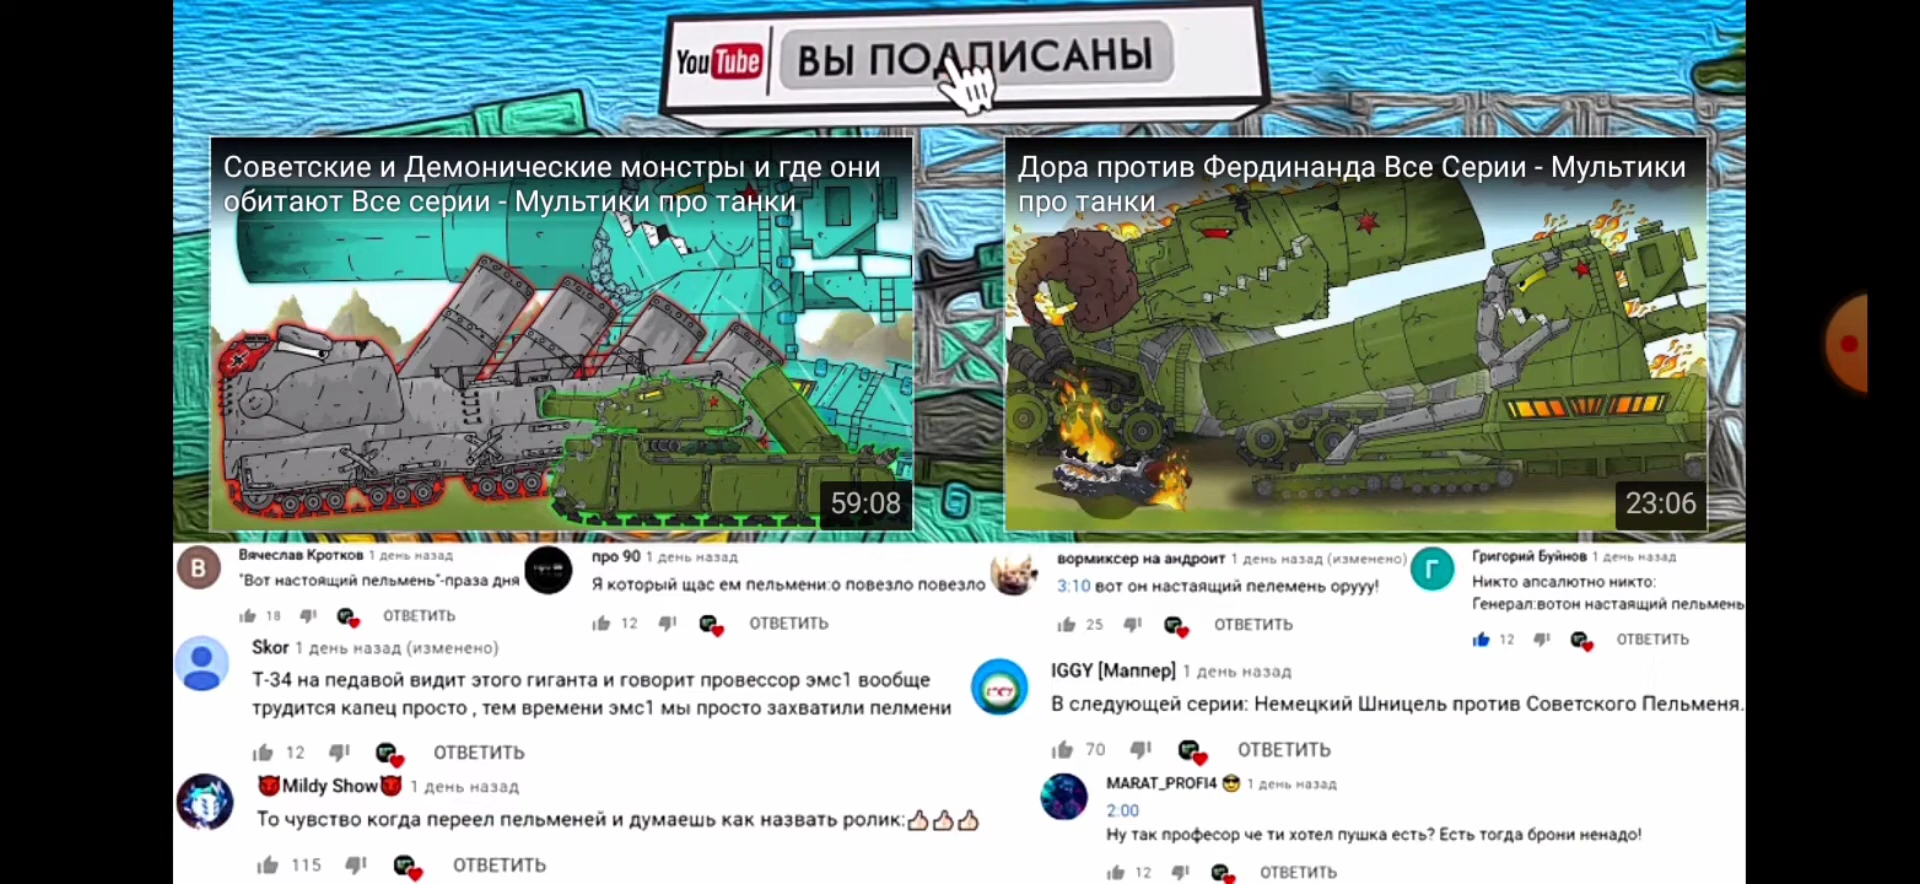 YouTube ВЫ ПОДПИСАНЫ
Советские и Демонические монстры и где они
обитают Все серии - Мультики про танки
59:08
Дора против Фердинанда Все Серии - Мультики
про танки
23:06
Вячеслав Кротков 1 день назад
"Вот настоящий пельмень"-праза дня
18 ОТВЕТИТЬ
про 90 1 день назад
Я который щас ем пельмени:о повезло повезло
12 ОТВЕТИТЬ
вормиксер на андроит 1 день назад (изменено)
3:10 вот он настаящий пелемень орууу!
25 ОТВЕТИТЬ
Г
Григорий Буйнов 1 день назад
Никто апсалютно никто:
Генерал:вотон настаящий пельмень
12 ОТВЕТИТЬ
В
Skor 1 день назад (изменено)
Т-34 на педавой видит этого гиганта и говорит провессор эмс1 вообще
трудится капец просто , тем времени эмс1 мы просто захватили пелмени
12 ОТВЕТИТЬ
IGGY [Маппер] 1 день назад
В следующей серии: Немецкий Шницель против Советского Пельменя.
70 ОТВЕТИТЬ
😈Mildy Show😈 1 день назад
То чувство когда переел пельменей и думаешь как назвать ролик:👍🏻👍🏻👍🏻
115 ОТВЕТИТЬ
MARAT_PROFI4 😎 1 день назад
2:00
Ну так професор че ти хотел пушка есть? Есть тогда брони ненадо!
12 ОТВЕТИТЬ